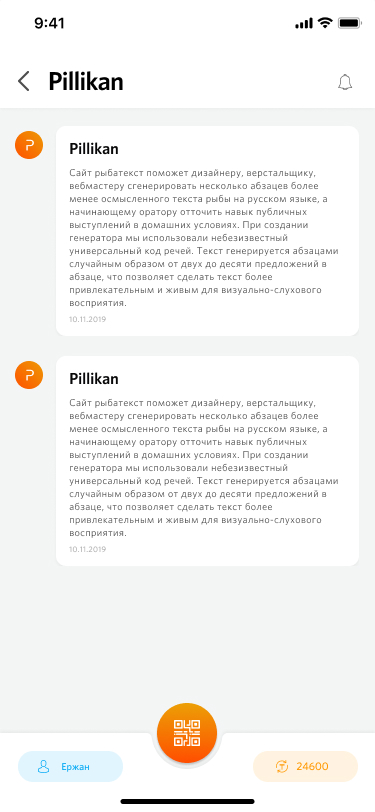 9:41
Pillikan
Pillikan
Сайт рыбатекст поможет дизайнеру, верстальщику,
вебмастеру сгенерировать несколько абзацев более
менее осмысленного текста рыбы на русском языке, а
начинающему оратору отточить навык публичных
выступлений в домашних условиях. При создании
генератора мы использовали небезизвестный
универсальный код речей. Текст генерируется абзацами
случайным образом от двух до десяти предложений в
абзаце, что позволяет сделать текст более
привлекательным и живым для визуально-слухового
восприятия.
10.11.2019
Pillikan
Сайт рыбатекст поможет дизайнеру, верстальщику,
вебмастеру сгенерировать несколько абзацев более
менее осмысленного текста рыбы на русском языке, а
начинающему оратору отточить навык публичных
выступлений в домашних условиях. При создании
генератора мы использовали небезизвестный
универсальный код речей. Текст генерируется абзацами
случайным образом от двух до десяти предложений в
абзаце, что позволяет сделать текст более
привлекательным и живым для визуально-слухового
восприятия.
10.11.2019
Ержан
24600